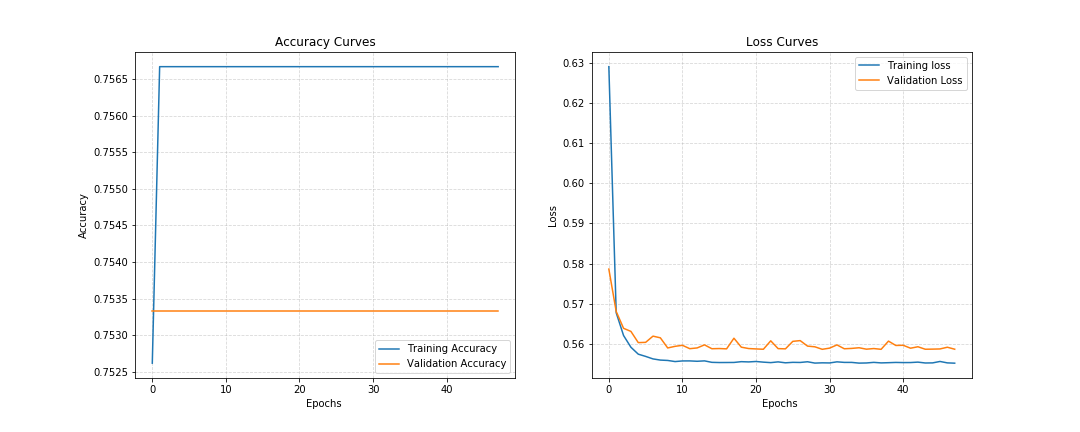 Accuracy Curves
0.7565
0.7560
0.7555
0.7550
0.7545
0.7540
0.7535
0.7530
0.7525
Accuracy
0 10 20 30 40
Epochs
Training Accuracy
Validation Accuracy
Loss Curves
0.63
0.62
0.61
0.60
0.59
0.58
0.57
0.56
Loss
0 10 20 30 40
Epochs
Training loss
Validation Loss